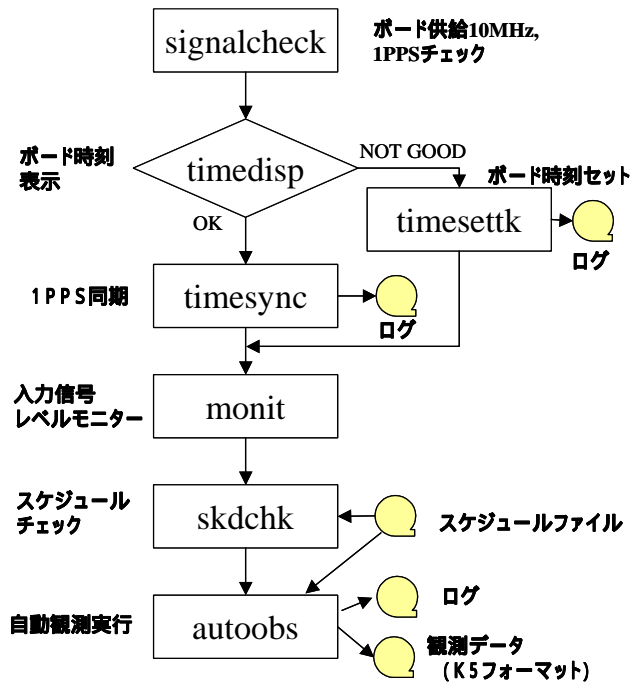 signalcheck
ボード供給10MHz,
1PPSチェック
ボード時刻
表示
timedisp
NOT GOOD
OK
ボード時刻セット
timesettk
ログ
1PPS同期
timesync
ログ
入力信号
レベルモニター
monit
スケジュール
チェック
skdchk
スケジュールファイル
自動観測実行
autoobs
ログ
観測データ
(K5フォーマット)